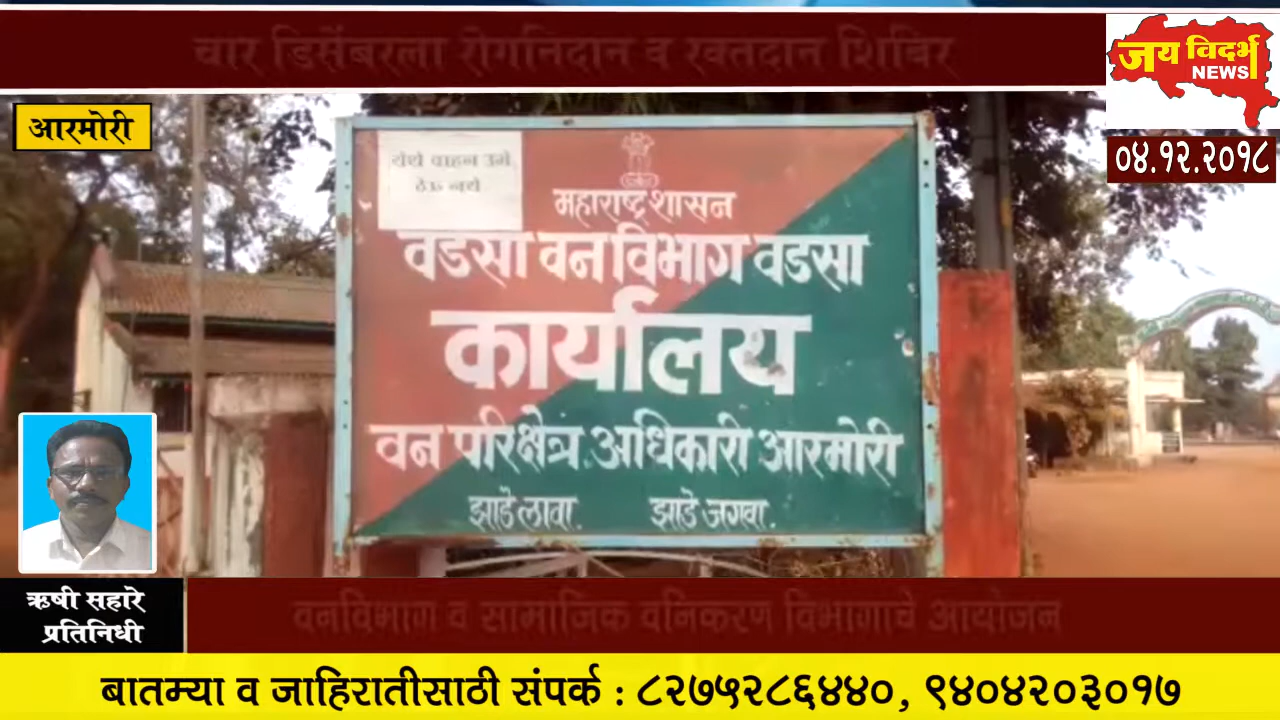 चार डिसेंबरला रोगनिदान व रक्तदान शिबिर
जय विदर्भ
NEWS
०४.१२.२०१८
आरमोरी
येथे वाहन उभे
ठेऊ नये
महाराष्ट्र शासन
वडसा वन विभाग वडसा
कार्यालय
वन परिक्षेत्र अधिकारी आरमोरी
झाडे लावा. झाडे जगवा.
ऋषी सहारे
प्रतिनिधी
वनविभाग व सामाजिक वनिकरण विभागाचे आयोजन
बातम्या व जाहिरातीसाठी संपर्क : ८२७५२८६४४०, ९४०४२०३०१७